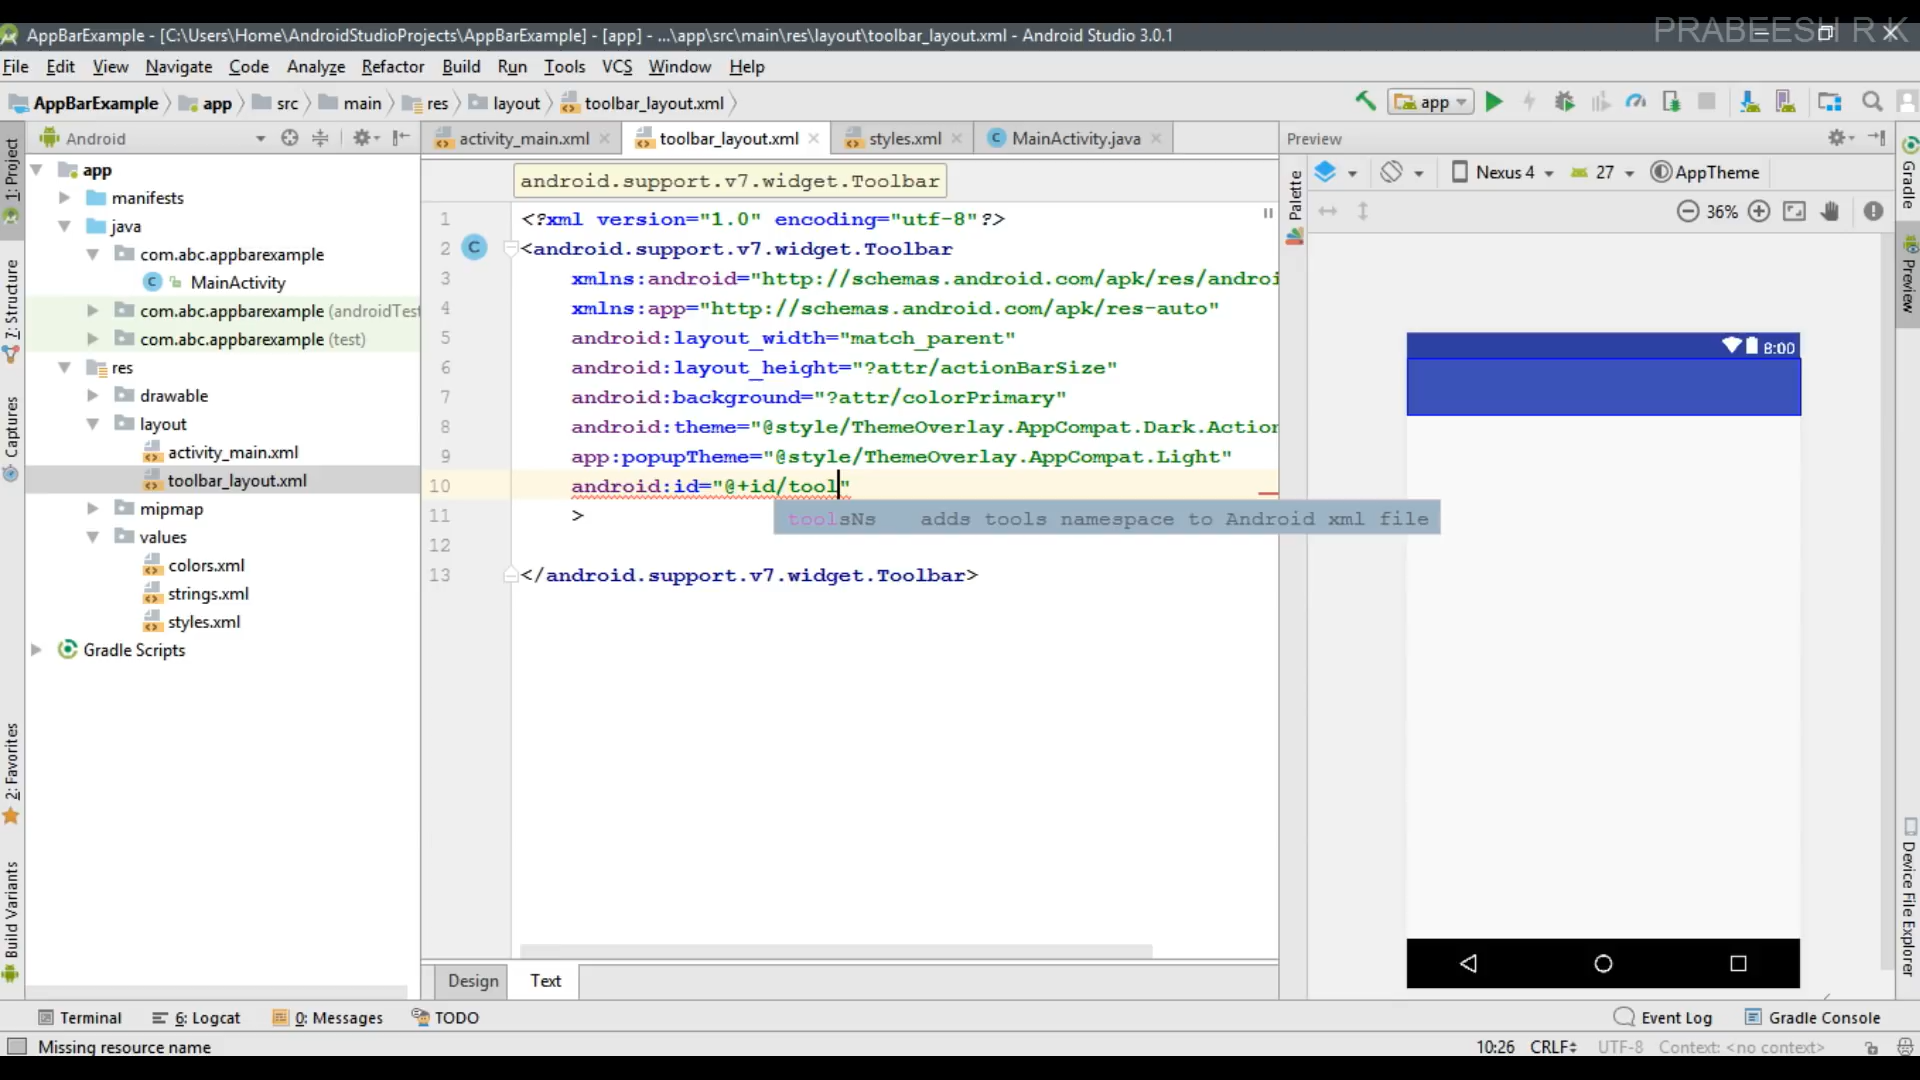 PRABEESH R K
AppBarExample - [C:\Users\Home\AndroidStudioProjects\AppBarExample] - [app] - ...\app\src\main\res\layout\toolbar_layout.xml - Android Studio 3.0.1
File Edit View Navigate Code Analyze Refactor Build Run Tools VCS Window Help
AppBarExample app src main res layout toolbar_layout.xml app
Android activity_main.xml toolbar_layout.xml styles.xml MainActivity.java Preview
Nexus 4 27 AppTheme
36%
android.support.v7.widget.Toolbar
1: Project
7: Structure
Captures
2: Favorites
Build Variants
app
manifests
java
com.abc.appbarexample
MainActivity
com.abc.appbarexample (androidTest
com.abc.appbarexample (test)
res
drawable
layout
activity_main.xml
toolbar_layout.xml
mipmap
values
colors.xml
strings.xml
styles.xml
Gradle Scripts
1 <?xml version="1.0" encoding="utf-8"?>
2 <android.support.v7.widget.Toolbar
3 xmlns:android="http://schemas.android.com/apk/res/androi
4 xmlns:app="http://schemas.android.com/apk/res-auto"
5 android:layout_width="match_parent"
6 android:layout_height="?attr/actionBarSize"
7 android:background="?attr/colorPrimary"
8 android:theme="@style/ThemeOverlay.AppCompat.Dark.Action
9 app:popupTheme="@style/ThemeOverlay.AppCompat.Light"
10 android:id="@+id/tool"
11 >
toolsNs adds tools namespace to Android xml file
12
13 </android.support.v7.widget.Toolbar>
Palette
8:00
Gradle
Preview
Device File Explorer
Design Text
Terminal 6: Logcat 0: Messages TODO Event Log Gradle Console
Missing resource name 10:26 CRLF UTF-8 Context: <no context>